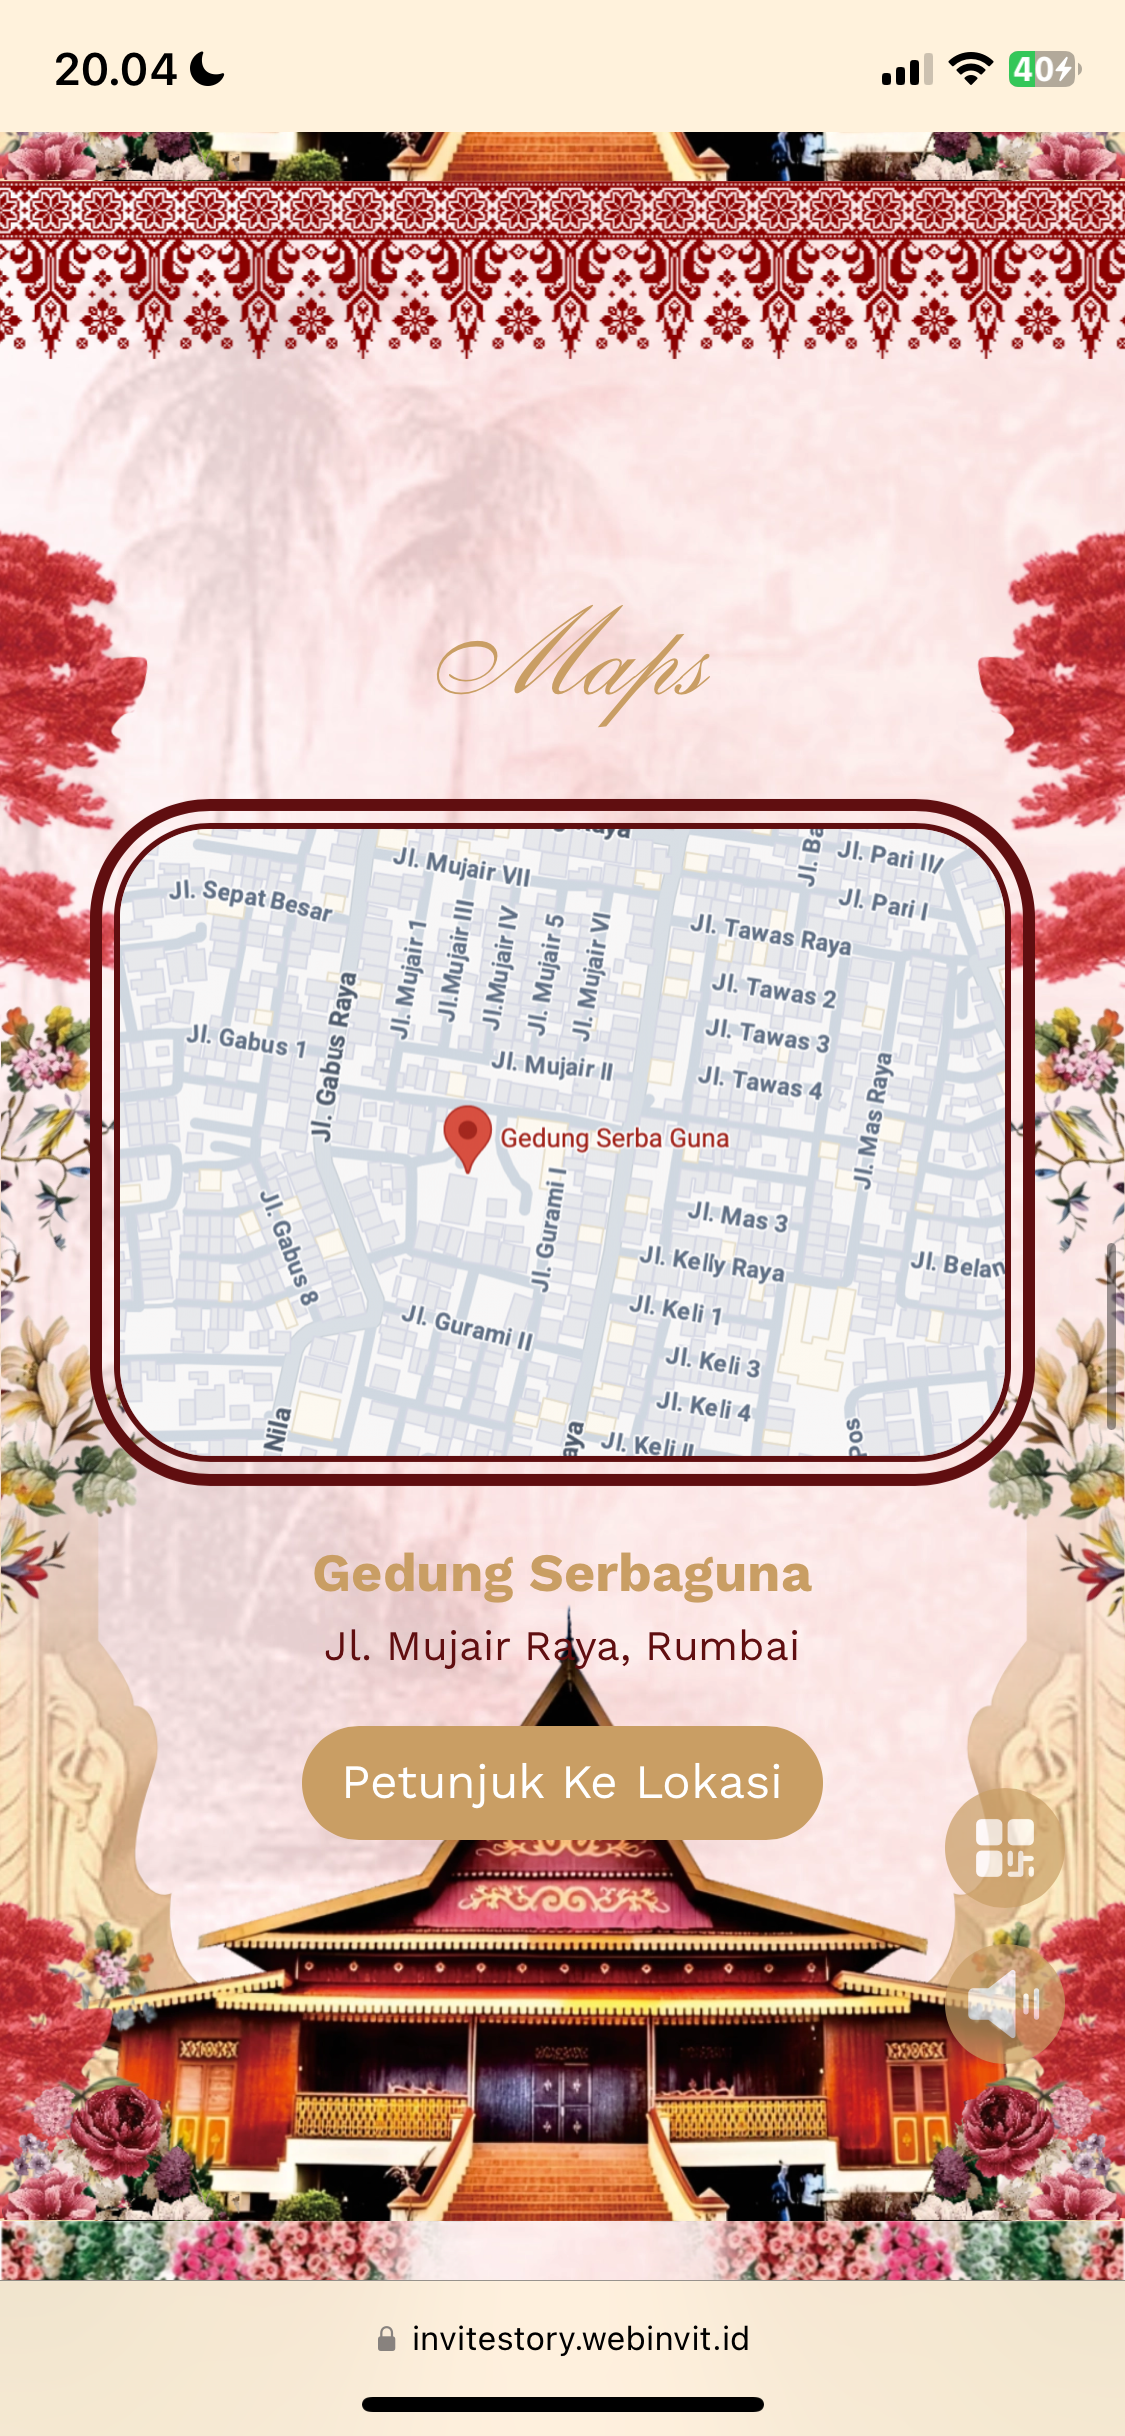 20.04
40
Maps
Jl. Mujair VII
Jl. Pari II/
Jl. Sepat Besar
Jl. Pari I
Jl. Mujair 1
Jl.Mujair III
Jl.Mujair IV
Jl. Mujair 5
Jl. Mujair VI
Jl. Tawas Raya
Jl. Tawas 2
Jl. Gabus Raya
Jl. Gabus 1
Jl. Tawas 3
Jl. Mujair II
Jl. Tawas 4
Jl. Mas Raya
Gedung Serba Guna
Jl. Gurami I
Jl. Gabus 8
Jl. Mas 3
Jl. Kelly Raya
Jl. Belan
Jl. Gurami II
Jl. Keli 1
Jl. Keli 3
Jl. Keli 4
Nila
aya
Jl. Keli II
Pos
Gedung Serbaguna
Jl. Mujair Raya, Rumbai
Petunjuk Ke Lokasi
invitestory.webinvit.id